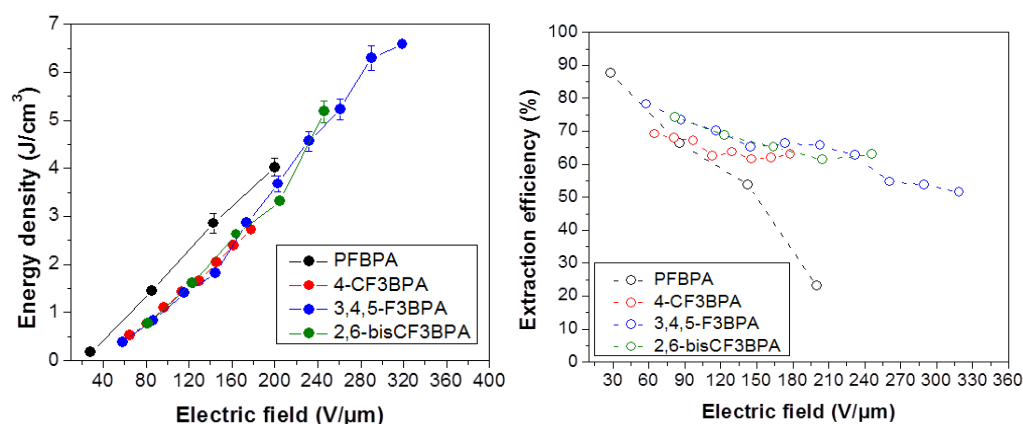 7
6
5
4
3
2
1
0
Energy density (J/cm³)
PFBPA
4-CF3BPA
3,4,5-F3BPA
2,6-bisCF3BPA
40 80 120 160 200 240 280 320 360 400
Electric field (V/µm)
100
90
80
70
60
50
40
30
20
10
0
Extraction efficiency (%)
PFBPA
4-CF3BPA
3,4,5-F3BPA
2,6-bisCF3BPA
30 60 90 120 150 180 210 240 270 300 330 360
Electric field (V/µm)